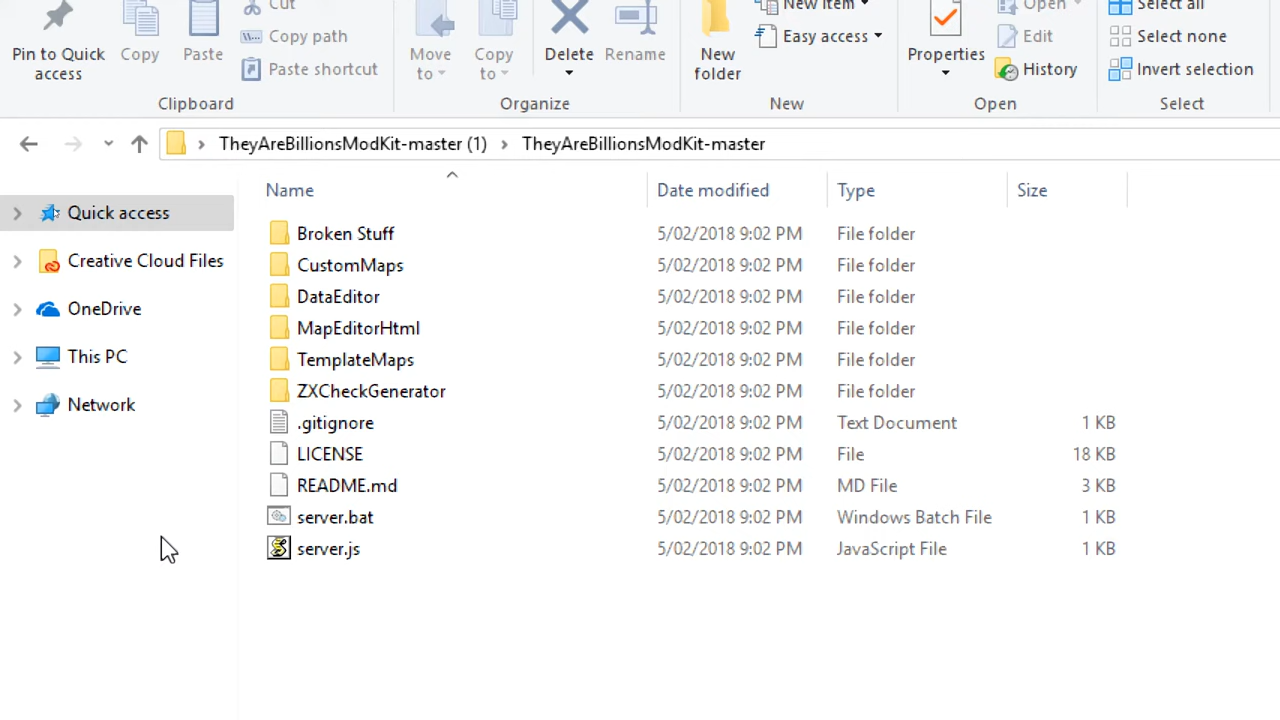 Cut
New item
Open
Select all
Copy path
Easy access
Edit
Select none
Pin to Quick access
Copy
Paste
Paste shortcut
Move to
Copy to
Delete
Rename
New folder
Properties
History
Invert selection
Clipboard
Organize
New
Open
Select
TheyAreBillionsModKit-master (1) > TheyAreBillionsModKit-master
Name Date modified Type Size
Quick access
Creative Cloud Files
OneDrive
This PC
Network
Broken Stuff 5/02/2018 9:02 PM File folder
CustomMaps 5/02/2018 9:02 PM File folder
DataEditor 5/02/2018 9:02 PM File folder
MapEditorHtml 5/02/2018 9:02 PM File folder
TemplateMaps 5/02/2018 9:02 PM File folder
ZXCheckGenerator 5/02/2018 9:02 PM File folder
.gitignore 5/02/2018 9:02 PM Text Document 1 KB
LICENSE 5/02/2018 9:02 PM File 18 KB
README.md 5/02/2018 9:02 PM MD File 3 KB
server.bat 5/02/2018 9:02 PM Windows Batch File 1 KB
server.js 5/02/2018 9:02 PM JavaScript File 1 KB